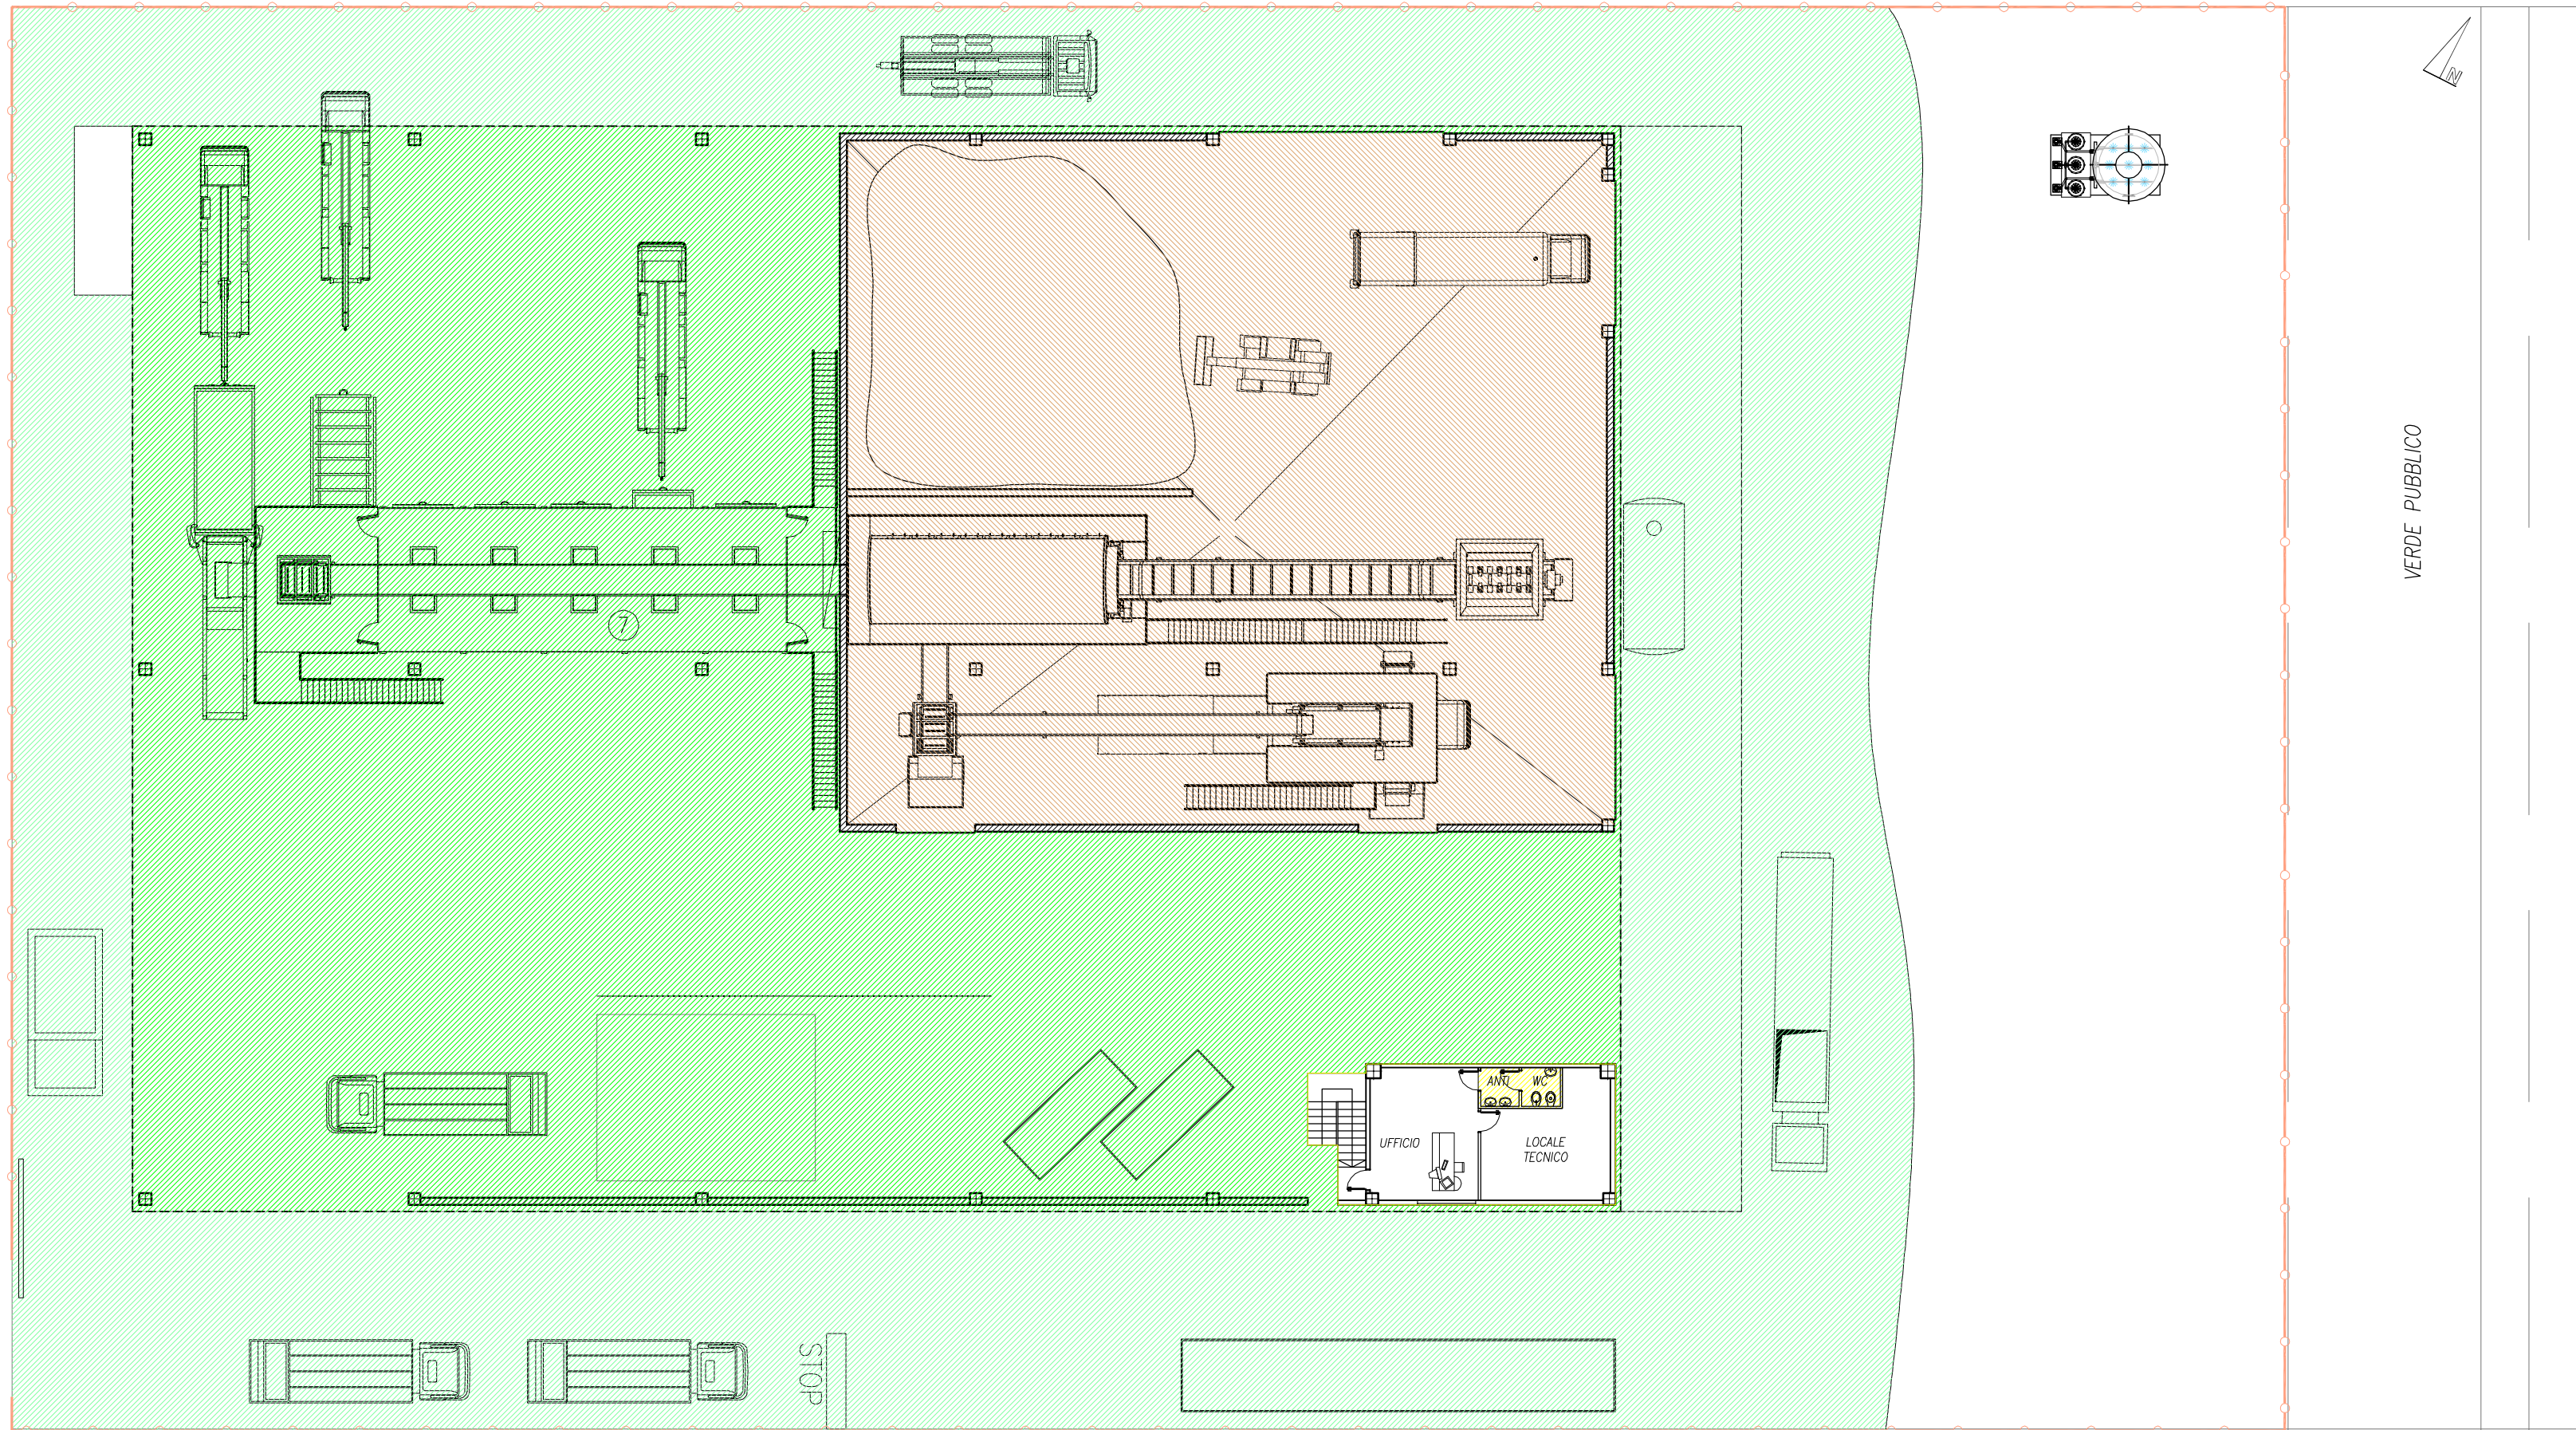 N
VERDE PUBBLICO
7
ANTI
WC
UFFICIO
LOCALE
TECNICO
STOP